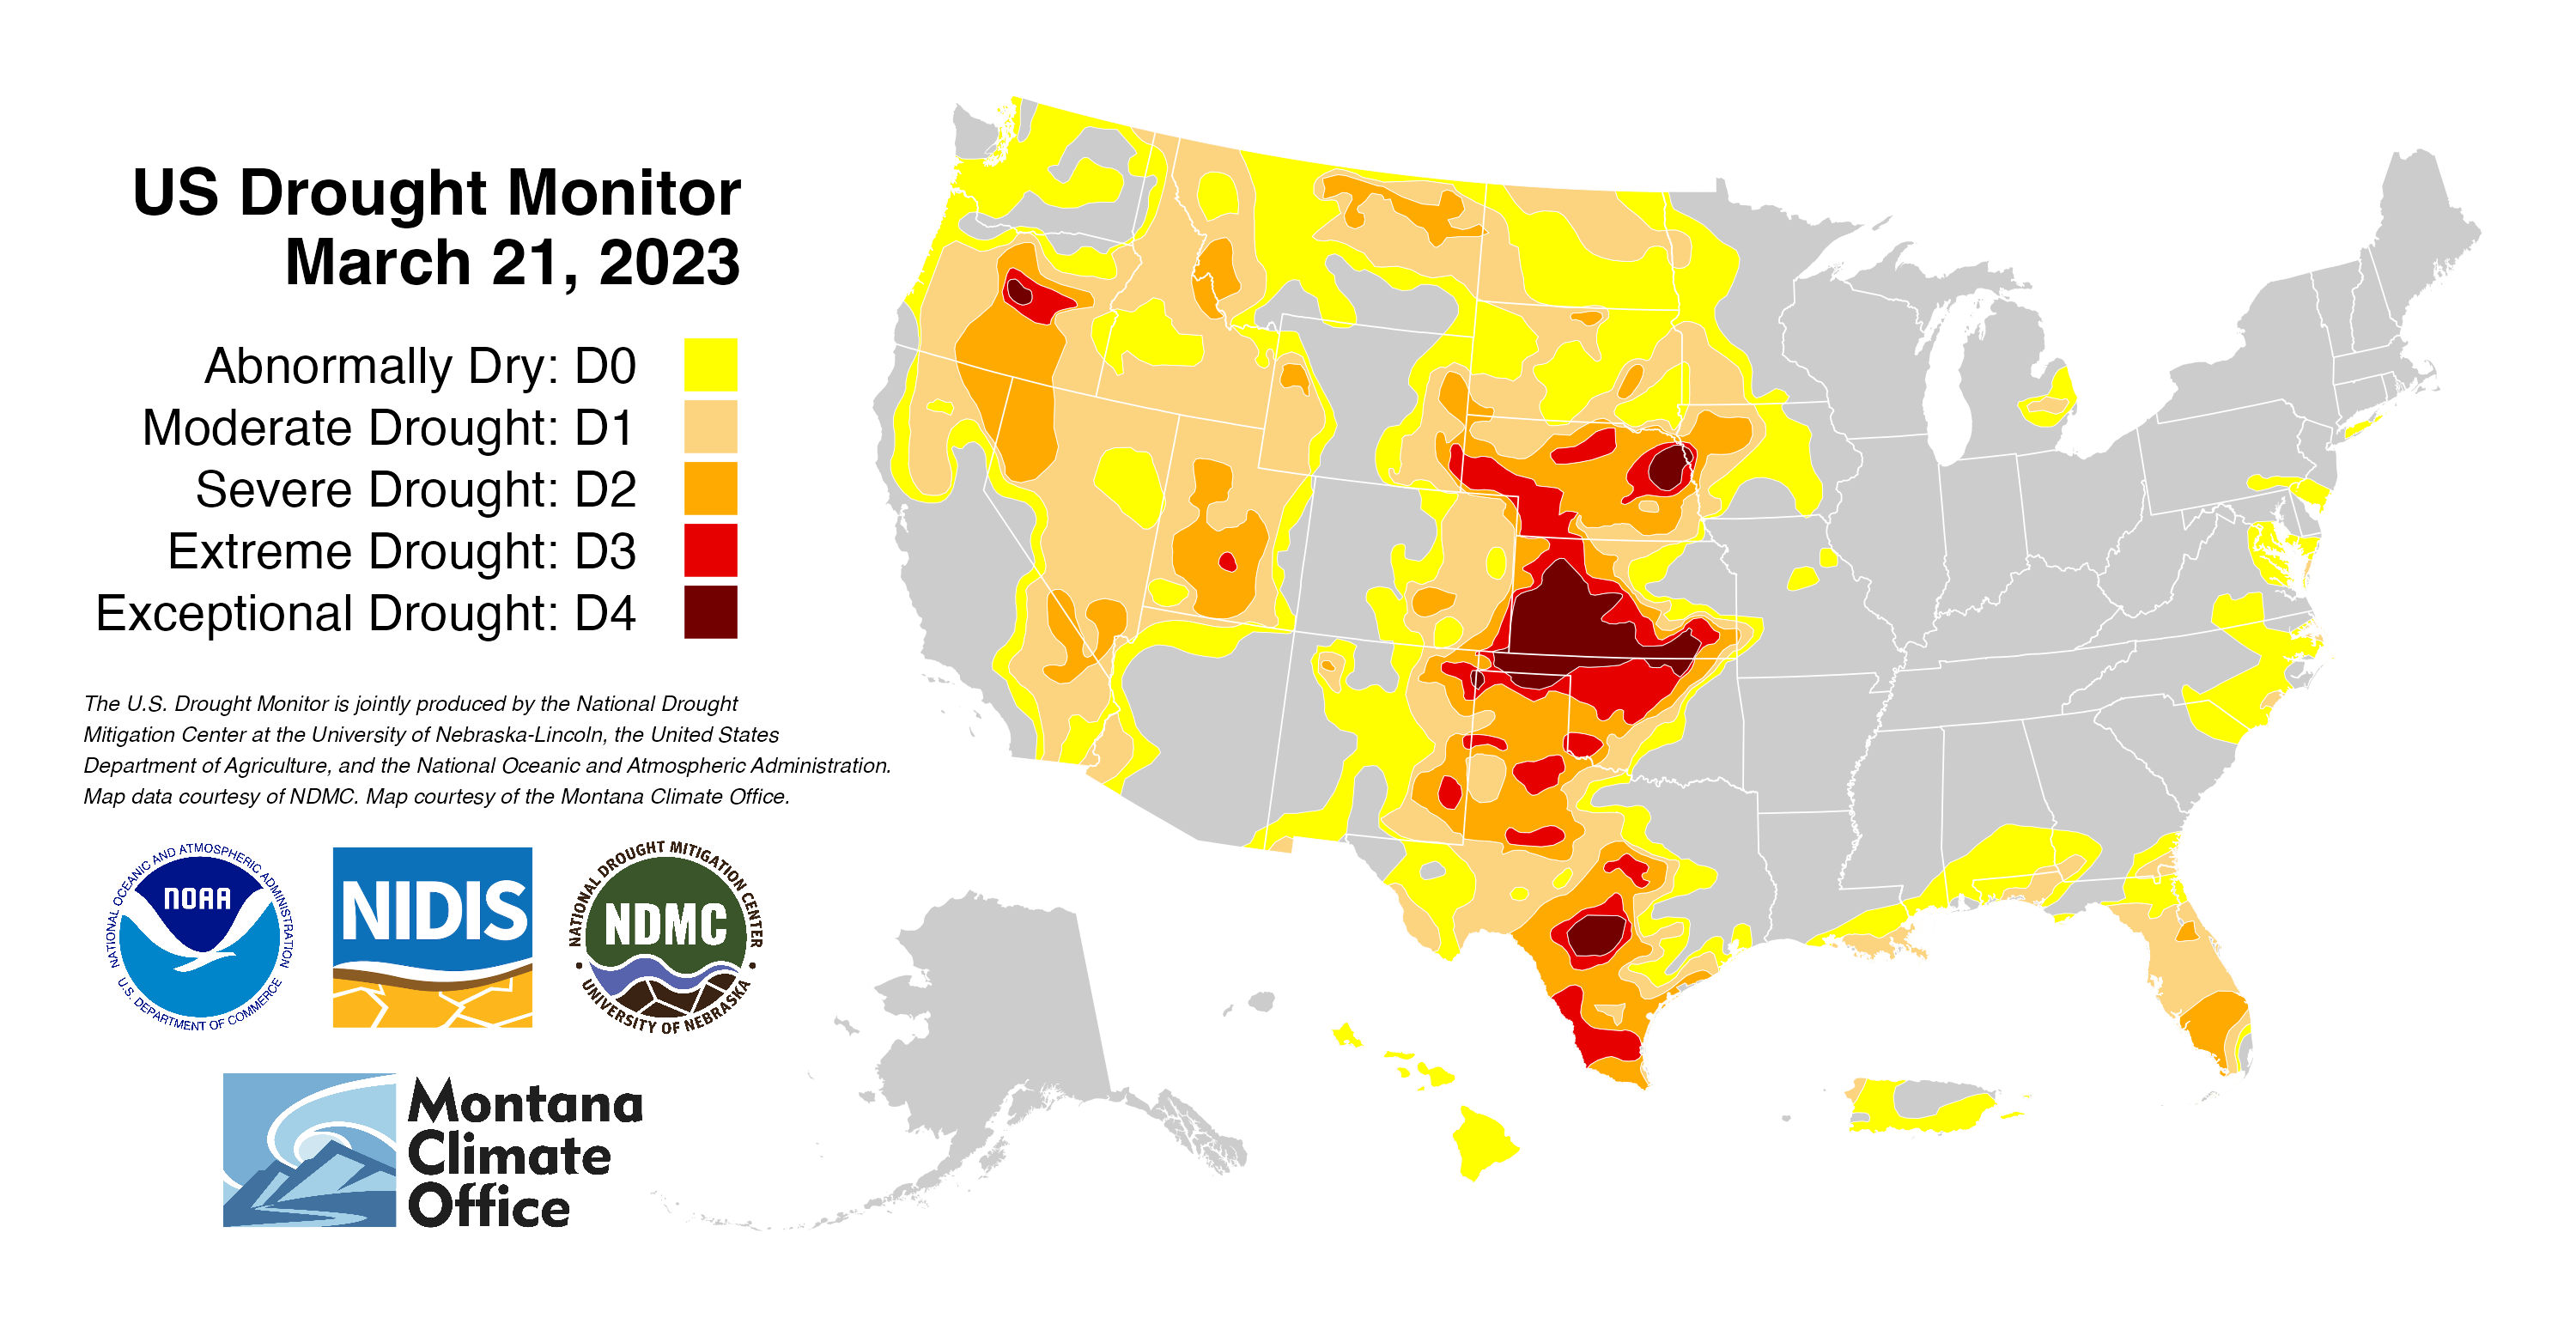 US Drought Monitor
March 21, 2023
Abnormally Dry: D0
Moderate Drought: D1
Severe Drought: D2
Extreme Drought: D3
Exceptional Drought: D4
The U.S. Drought Monitor is jointly produced by the National Drought
Mitigation Center at the University of Nebraska-Lincoln, the United States
Department of Agriculture, and the National Oceanic and Atmospheric Administration.
Map data courtesy of NDMC. Map courtesy of the Montana Climate Office.
NATIONAL OCEANIC AND ATMOSPHERIC ADMINISTRATION
NOAA
U.S. DEPARTMENT OF COMMERCE
NIDIS
NATIONAL DROUGHT MITIGATION CENTER
NDMC
UNIVERSITY OF NEBRASKA
Montana
Climate
Office